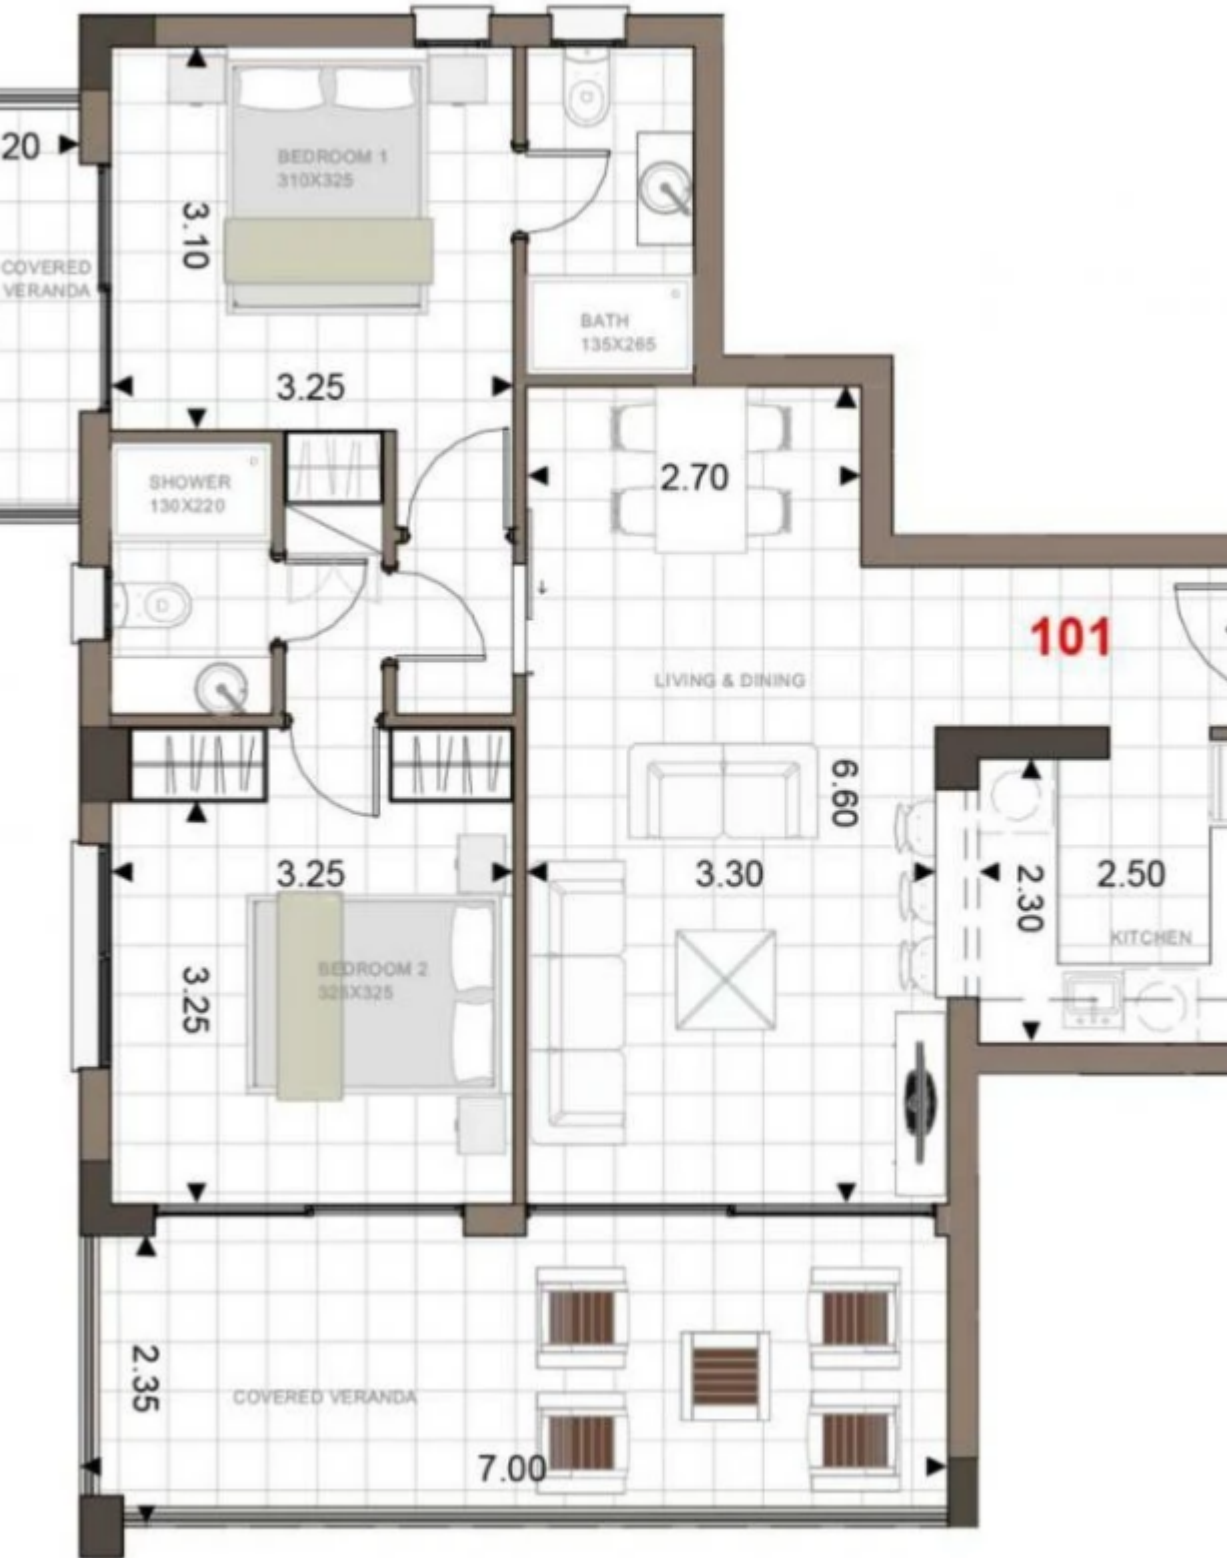 BEDROOM 1
310X325
20
3.10
COVERED
VERANDA
BATH
135X265
3.25
2.70
SHOWER
130X220
101
LIVING & DINING
6.60
3.25
3.30
2.30
2.50
KITCHEN
BEDROOM 2
325X325
3.25
2.35
COVERED VERANDA
7.00